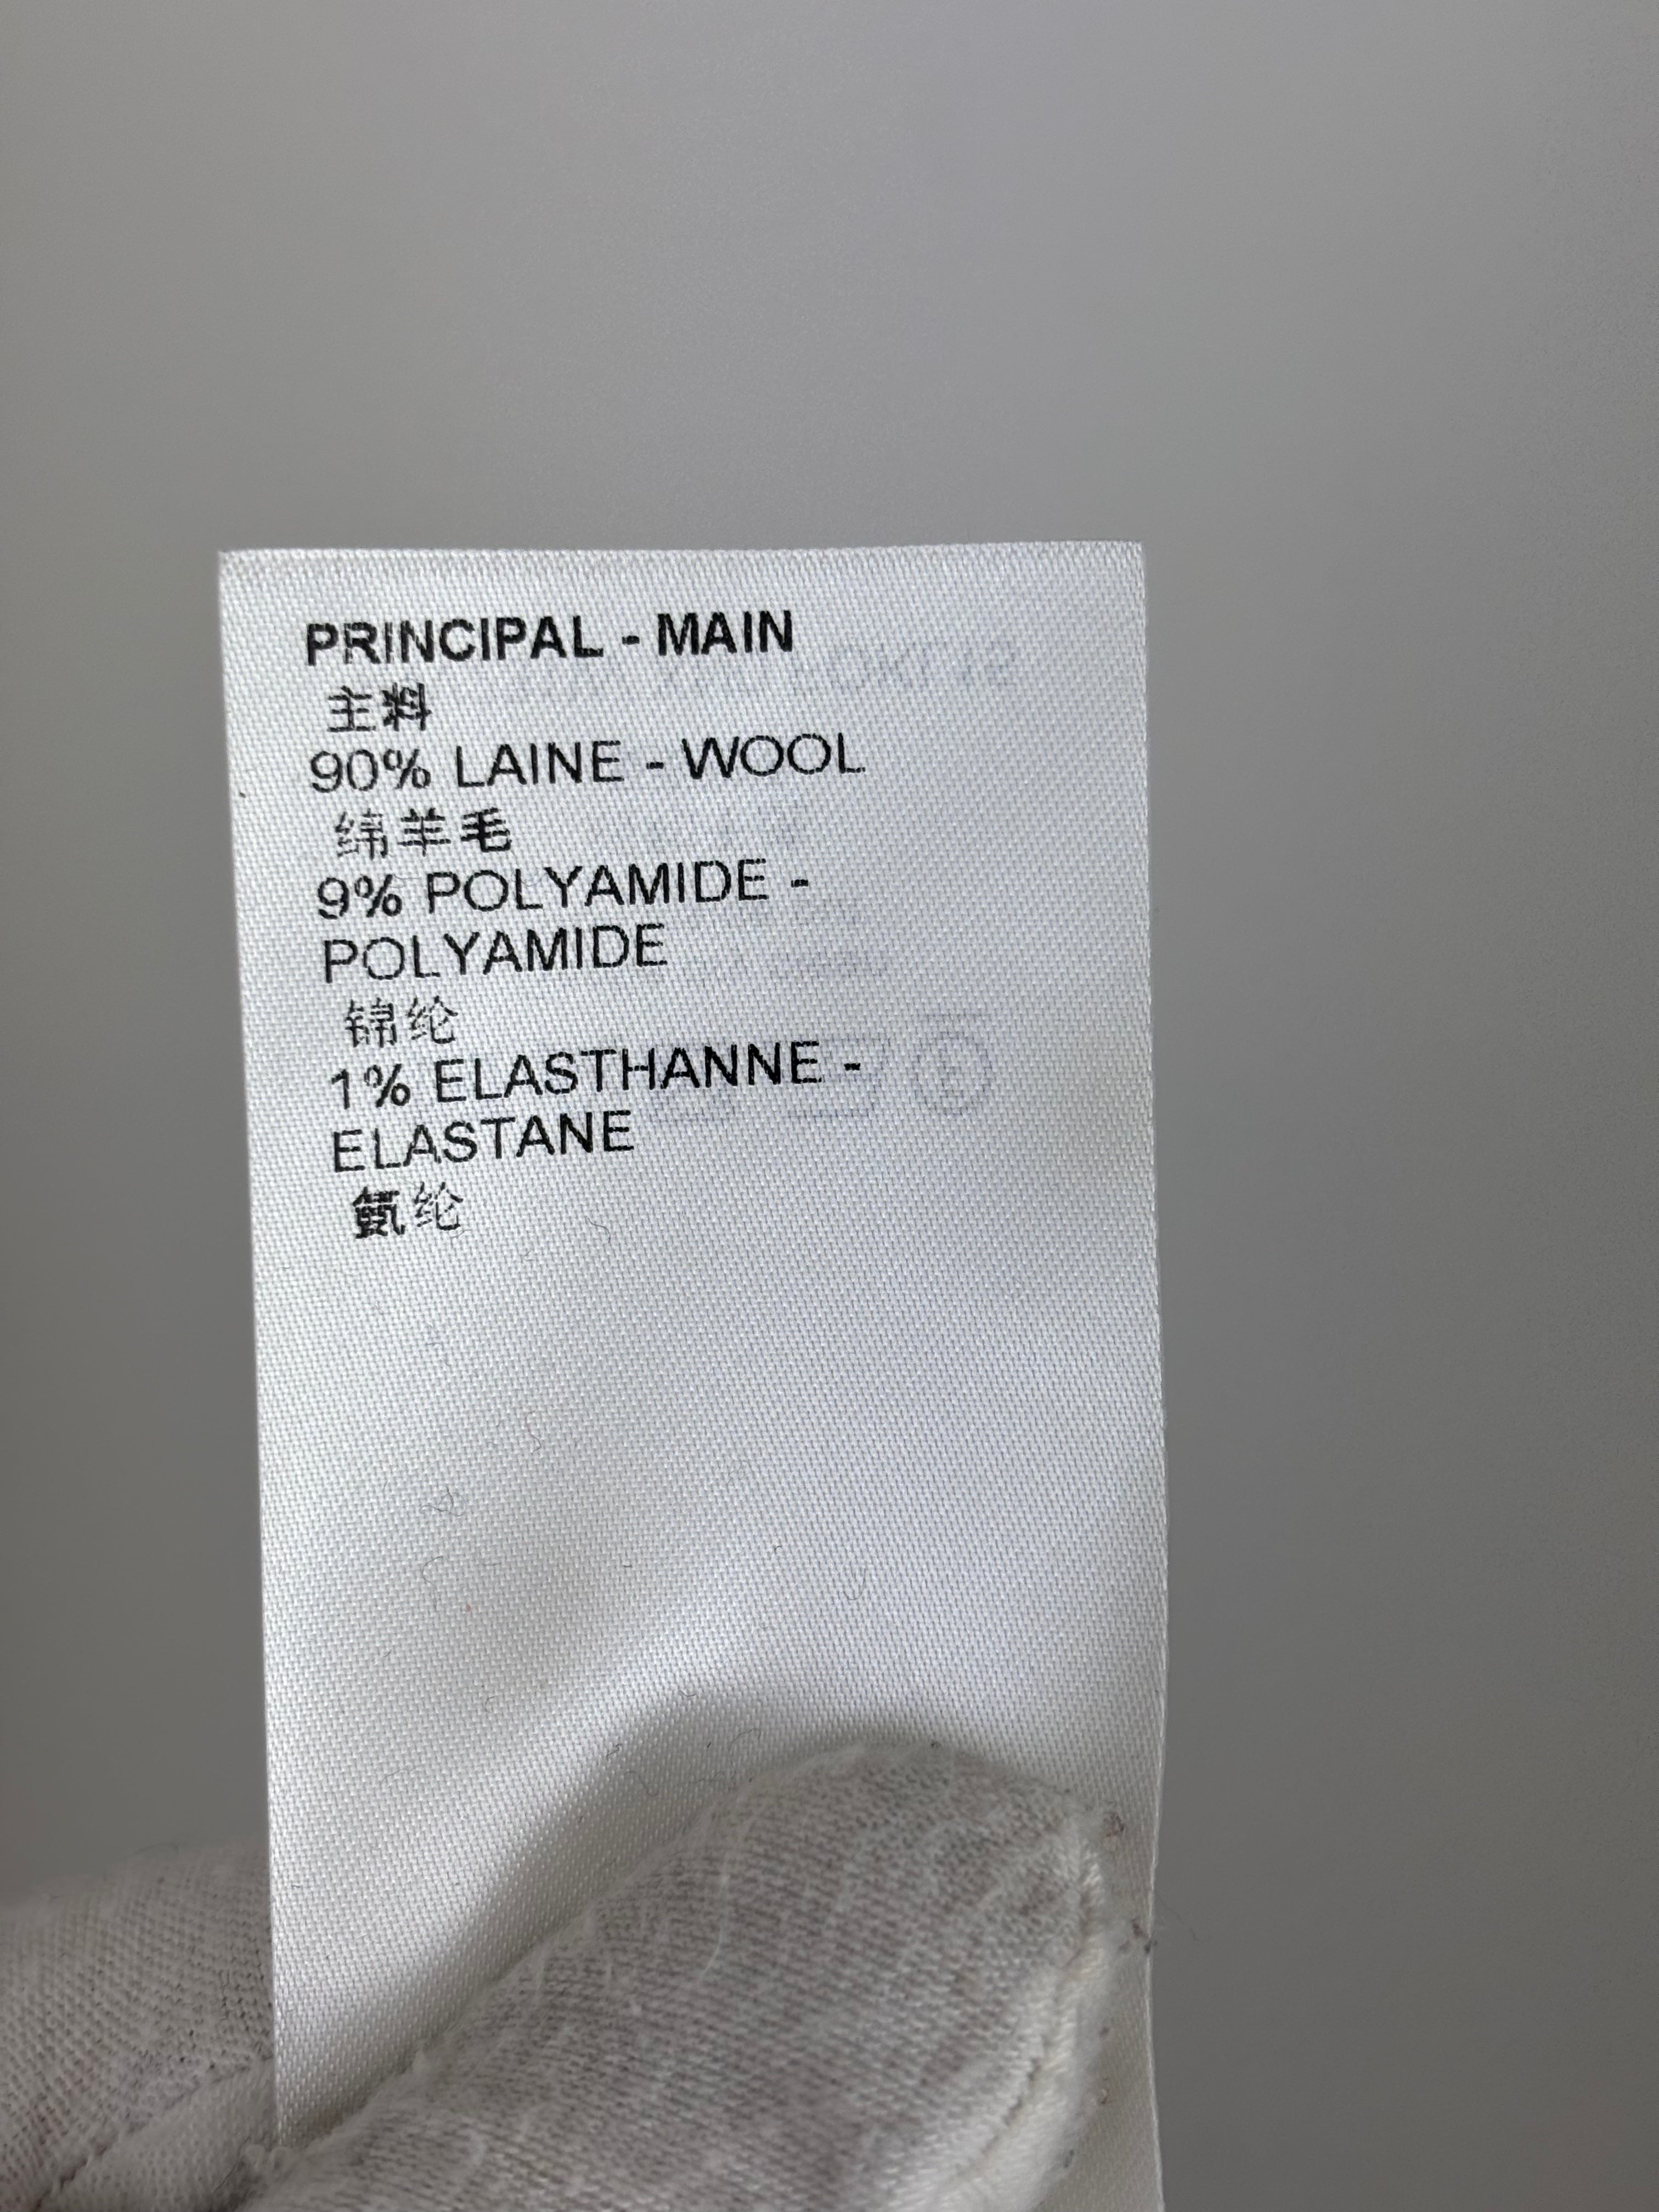 PRINCIPAL - MAIN
主料
90% LAINE - WOOL
绵羊毛
9% POLYAMIDE -
POLYAMIDE
锦纶
1% ELASTHANNE -
ELASTANE
氨纶